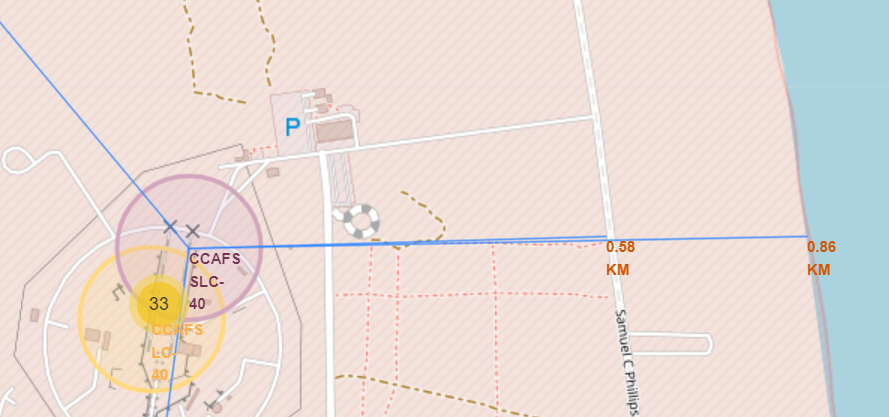 P
0.58
KM
0.86
KM
CCAFS
SLC-
40
33
CCAFS
LC-
40
Samuel C Phillips